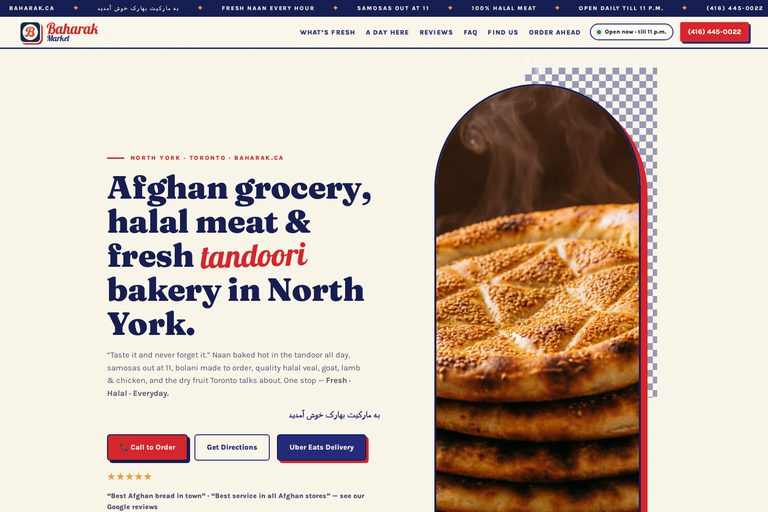 BAHARAK.CA ✦ به مارکیت بهارک خوش آمدید ✦ FRESH NAAN EVERY HOUR ✦ SAMOSAS OUT AT 11 ✦ 100% HALAL MEAT ✦ OPEN DAILY TILL 11 P.M. ✦ (416) 445-0022
B Baharak Market
WHAT'S FRESH A DAY HERE REVIEWS FAQ FIND US ORDER AHEAD Open now · till 11 p.m. (416) 445-0022
NORTH YORK · TORONTO · BAHARAK.CA
Afghan grocery,
halal meat &
fresh tandoori
bakery in North
York.
"Taste it and never forget it." Naan baked hot in the tandoor all day,
samosas out at 11, bolani made to order, quality halal veal, goat, lamb
& chicken, and the dry fruit Toronto talks about. One stop — Fresh ·
Halal · Everyday.
به مارکیت بهارک خوش آمدید
📞 Call to Order Get Directions Uber Eats Delivery
★★★★★
"Best Afghan bread in town" · "Best service in all Afghan stores" — see our
Google reviews